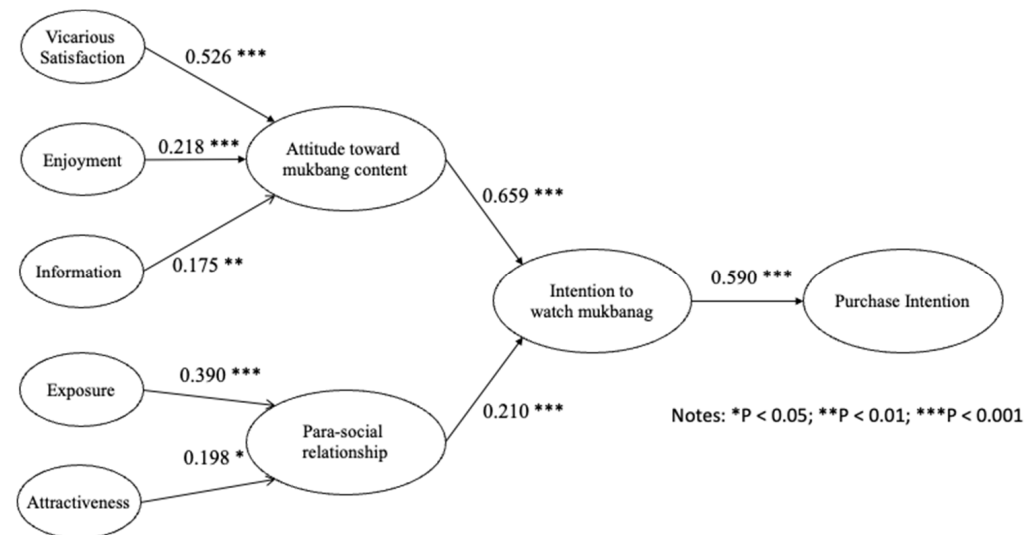 Vicarious
Satisfaction
0.526 ***
Enjoyment
0.218 ***
Attitude toward
mukbang content
Information
0.175 **
0.659 ***
Intention to
watch mukbanag
0.590 ***
Purchase Intention
Exposure
0.390 ***
Para-social
relationship
0.210 ***
Attractiveness
0.198 *
Notes: *P < 0.05; **P < 0.01; ***P < 0.001